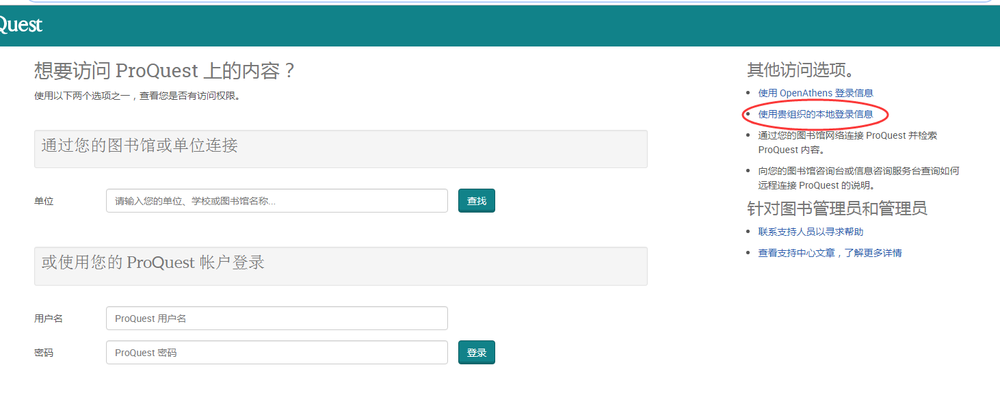 Quest
想要访问 ProQuest 上的内容？
使用以下两个选项之一，查看您是否有访问权限。
通过您的图书馆或单位连接
单位
请输入您的单位、学校或图书馆名称...
查找
或使用您的 ProQuest 帐户登录
用户名
ProQuest 用户名
密码
ProQuest 密码
登录
其他访问选项。
使用 OpenAthens 登录信息
使用贵组织的本地登录信息
通过您的图书馆网络连接 ProQuest 并检索
ProQuest 内容。
向您的图书馆咨询台或信息咨询服务台查询如何
远程连接 ProQuest 的说明。
针对图书管理员和管理员
联系支持人员以寻求帮助
查看支持中心文章，了解更多详情